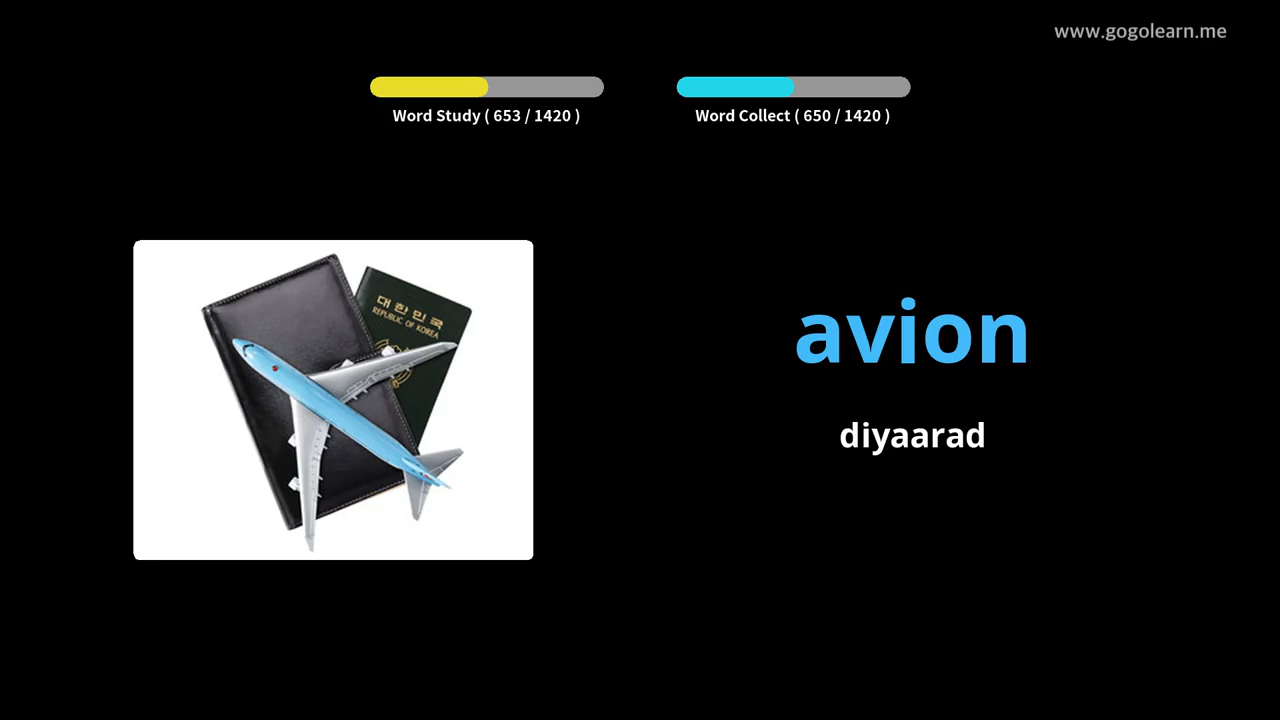 www.gogolearn.me
Word Study ( 653 / 1420 )
Word Collect ( 650 / 1420 )
대한민국
REPUBLIC OF KOREA
avion
diyaarad